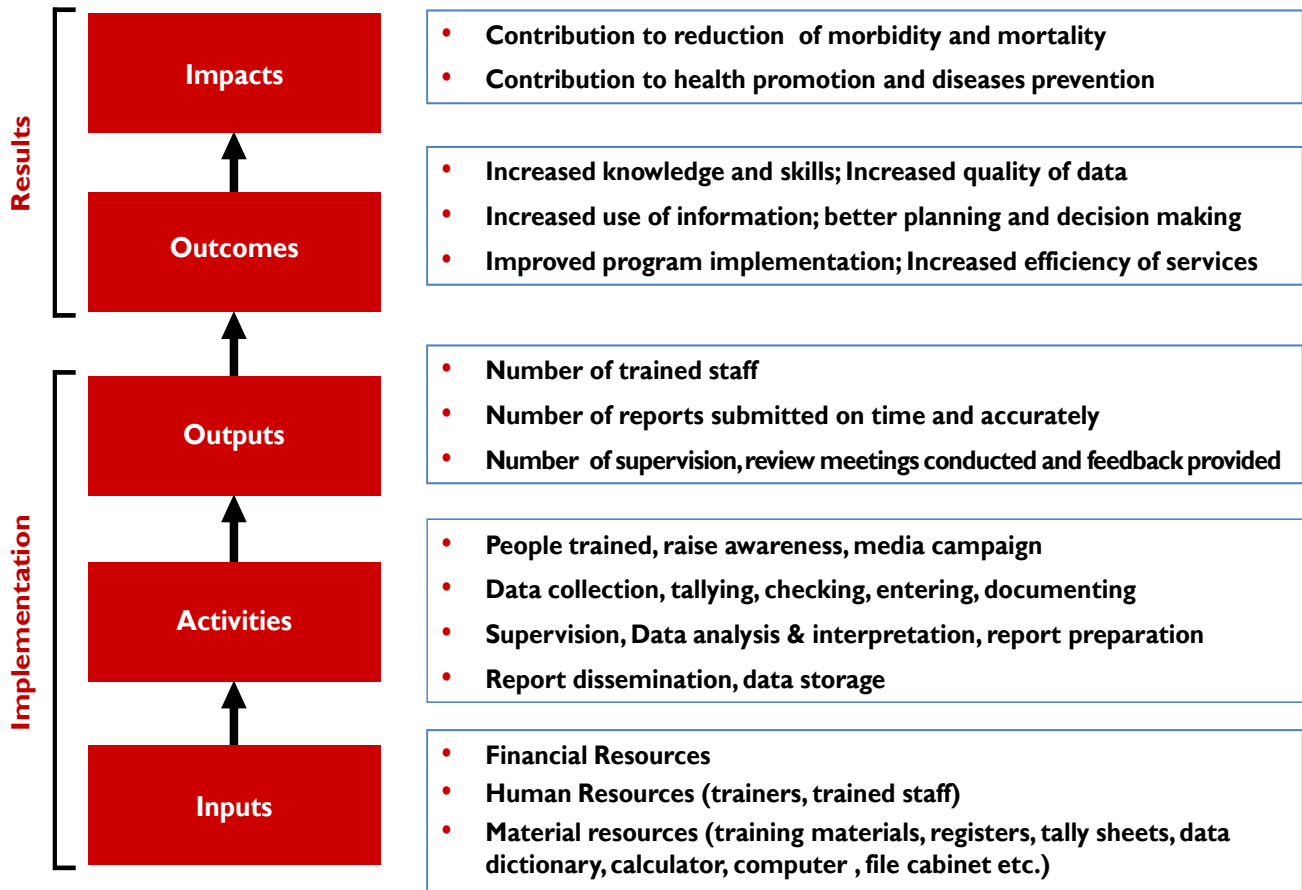 Results
Impacts
• Contribution to reduction of morbidity and mortality
• Contribution to health promotion and diseases prevention
Outcomes
• Increased knowledge and skills; Increased quality of data
• Increased use of information; better planning and decision making
• Improved program implementation; Increased efficiency of services
Implementation
Outputs
• Number of trained staff
• Number of reports submitted on time and accurately
• Number of supervision, review meetings conducted and feedback provided
Activities
• People trained, raise awareness, media campaign
• Data collection, tallying, checking, entering, documenting
• Supervision, Data analysis & interpretation, report preparation
• Report dissemination, data storage
Inputs
• Financial Resources
• Human Resources (trainers, trained staff)
• Material resources (training materials, registers, tally sheets, data
dictionary, calculator, computer , file cabinet etc.)